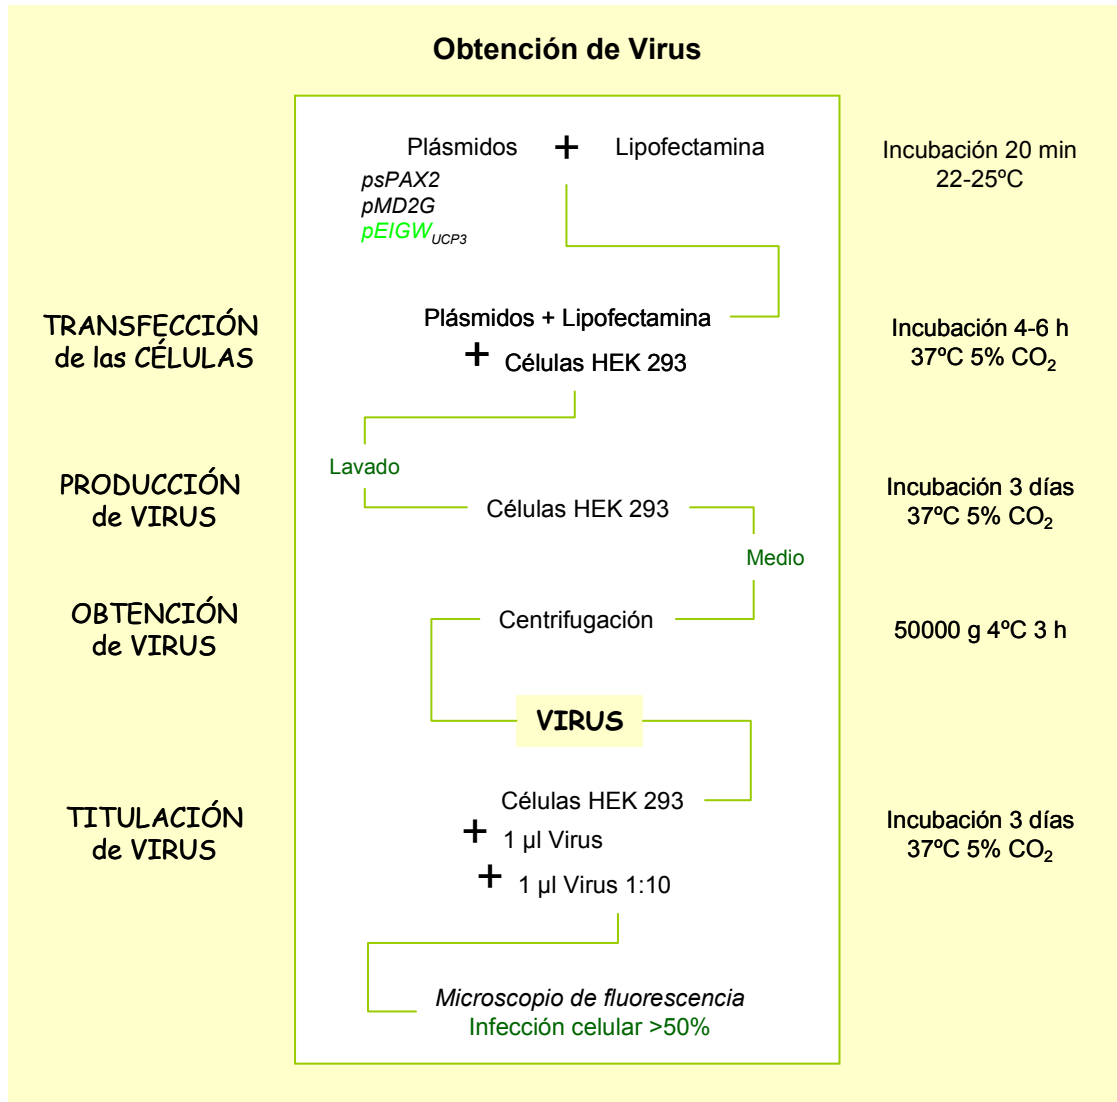 Obtención de Virus
Plásmidos + Lipofectamina
Incubación 20 min
22-25ºC
psPAX2
pMD2G
pEIGW UCP3
TRANSFECCIÓN
de las CÉLULAS
Plásmidos + Lipofectamina
+ Células HEK 293
Incubación 4-6 h
37ºC 5% CO2
Lavado
PRODUCCIÓN
de VIRUS
Células HEK 293
Incubación 3 días
37ºC 5% CO2
Medio
OBTENCIÓN
de VIRUS
Centrifugación
50000 g 4ºC 3 h
VIRUS
TITULACIÓN
de VIRUS
Células HEK 293
+ 1 µl Virus
+ 1 µl Virus 1:10
Incubación 3 días
37ºC 5% CO2
Microscopio de fluorescencia
Infección celular >50%